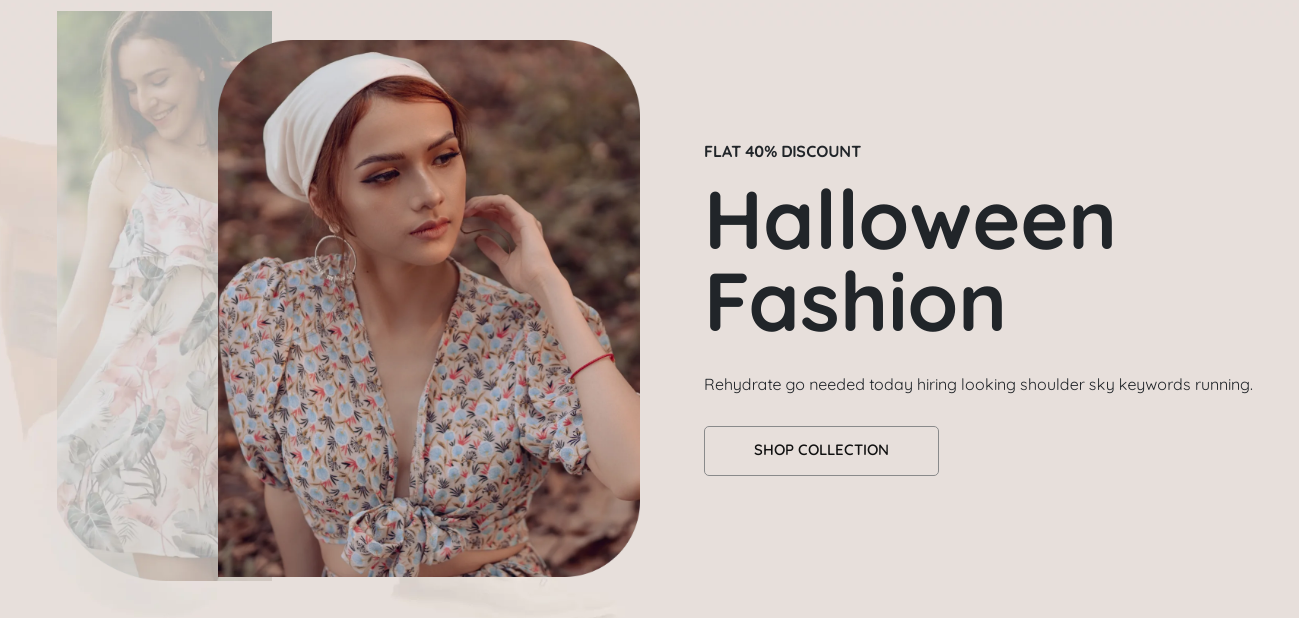 FLAT 40% DISCOUNT
Halloween
Fashion
Rehydrate go needed today hiring looking shoulder sky keywords running.
SHOP COLLECTION